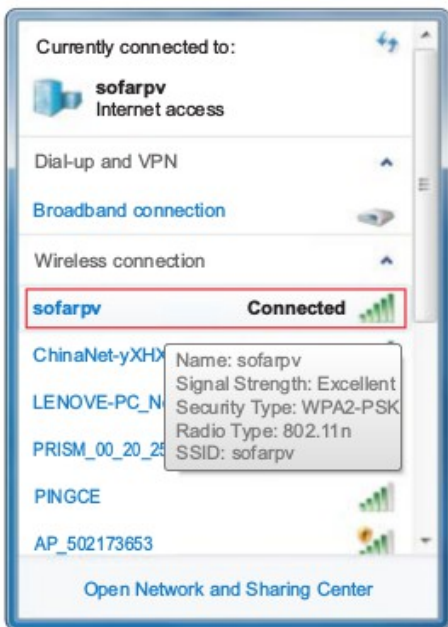 Currently connected to:
sofarpv
Internet access
Dial-up and VPN
Broadband connection
Wireless connection
sofarpv Connected
ChinaNet-yXHX
Name: sofarpv
Signal Strength: Excellent
LENOVE-PC_N
Security Type: WPA2-PSK
Radio Type: 802.11n
PRISM_00_20_25
SSID: sofarpv
PINGCE
AP_502173653
Open Network and Sharing Center